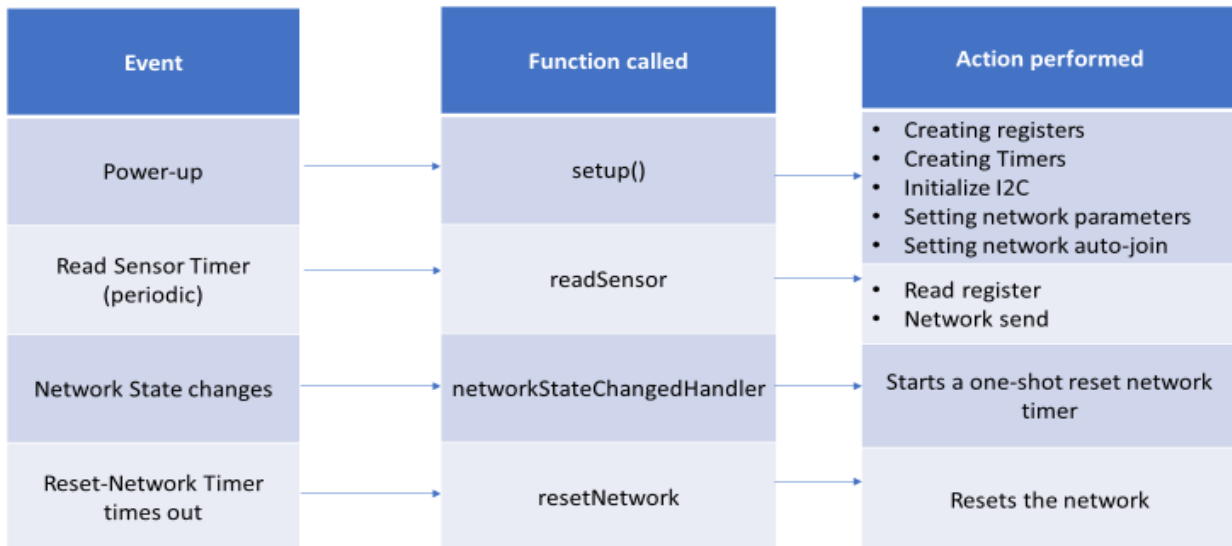 Event
Function called
Action performed
Power-up
setup()
• Creating registers
• Creating Timers
• Initialize I2C
• Setting network parameters
• Setting network auto-join
Read Sensor Timer
(periodic)
readSensor
• Read register
• Network send
Network State changes
networkStateChangedHandler
Starts a one-shot reset network
timer
Reset-Network Timer
times out
resetNetwork
Resets the network